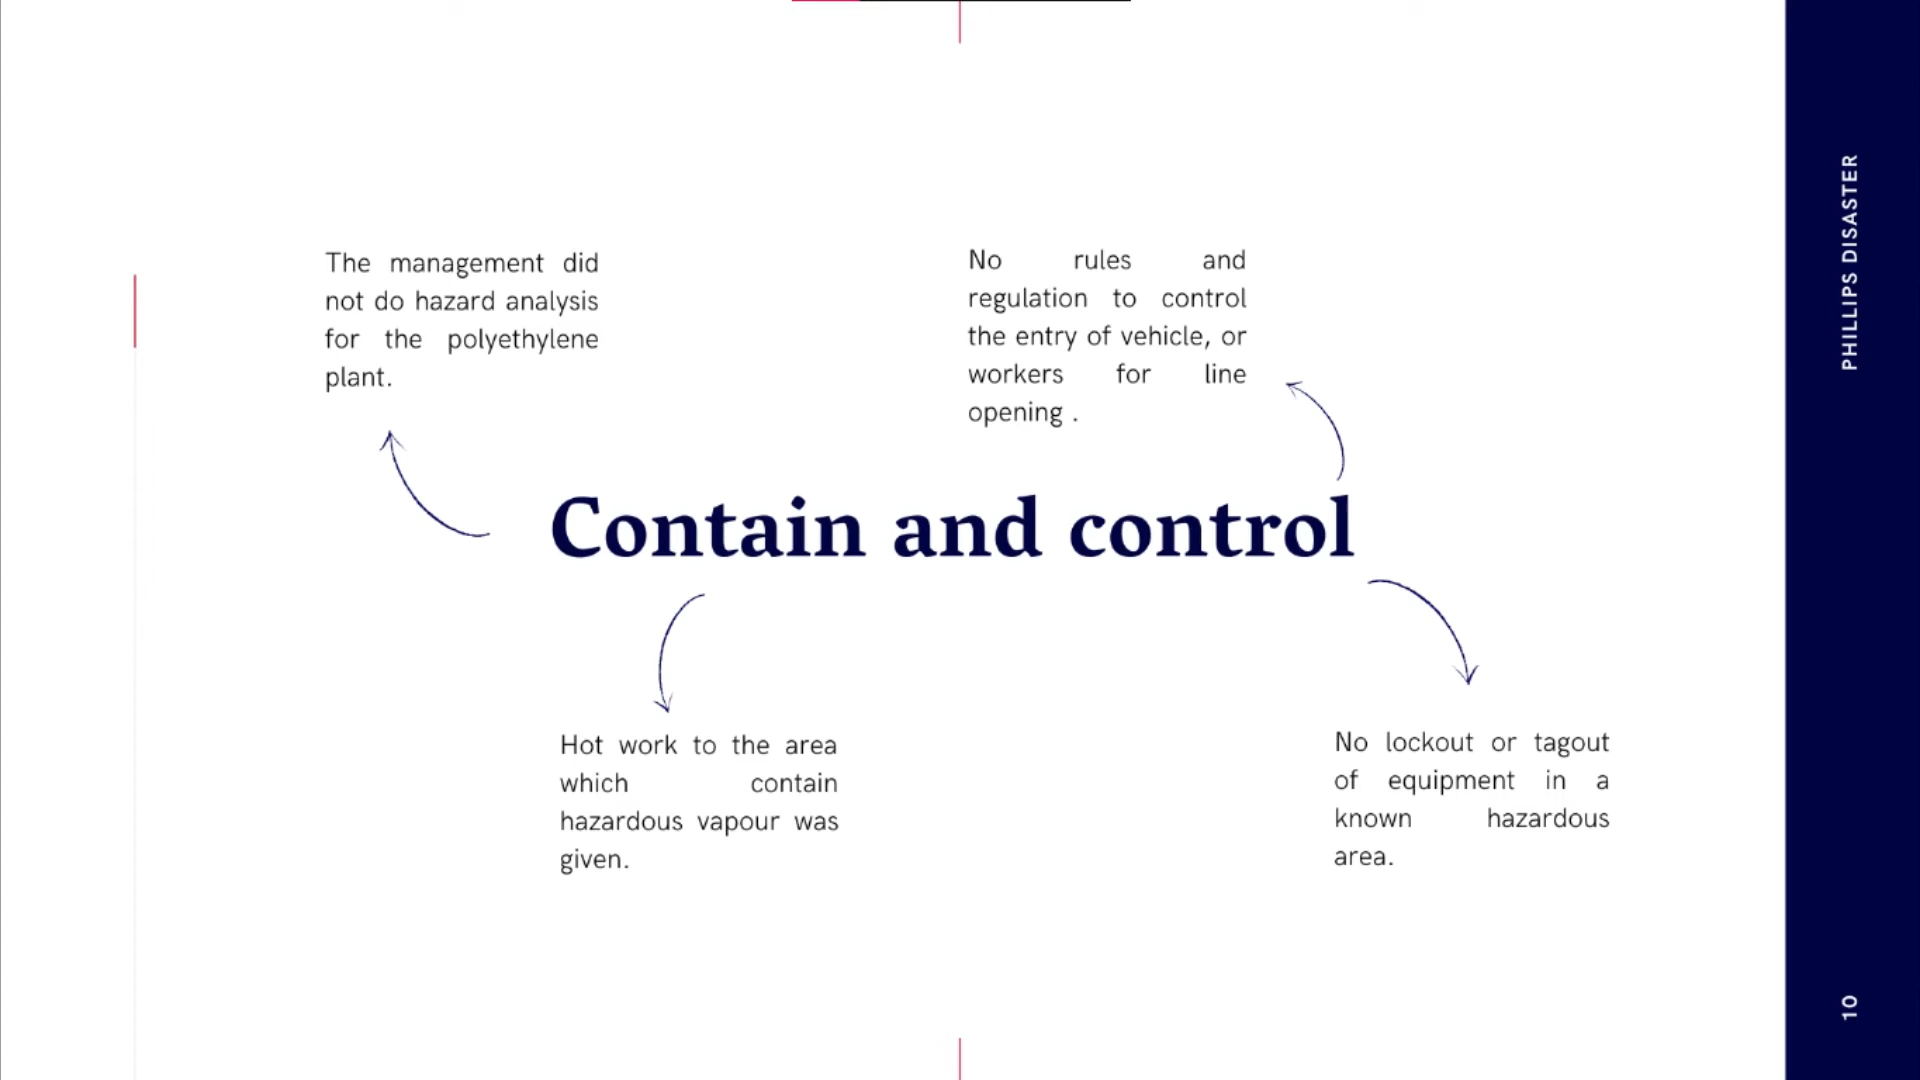 The management did
not do hazard analysis
for the polyethylene
plant.
No rules and
regulation to control
the entry of vehicle, or
workers for line
opening .
Contain and control
Hot work to the area
which contain
hazardous vapour was
given.
No lockout or tagout
of equipment in a
known hazardous
area.
PHILLIPS DISASTER
10